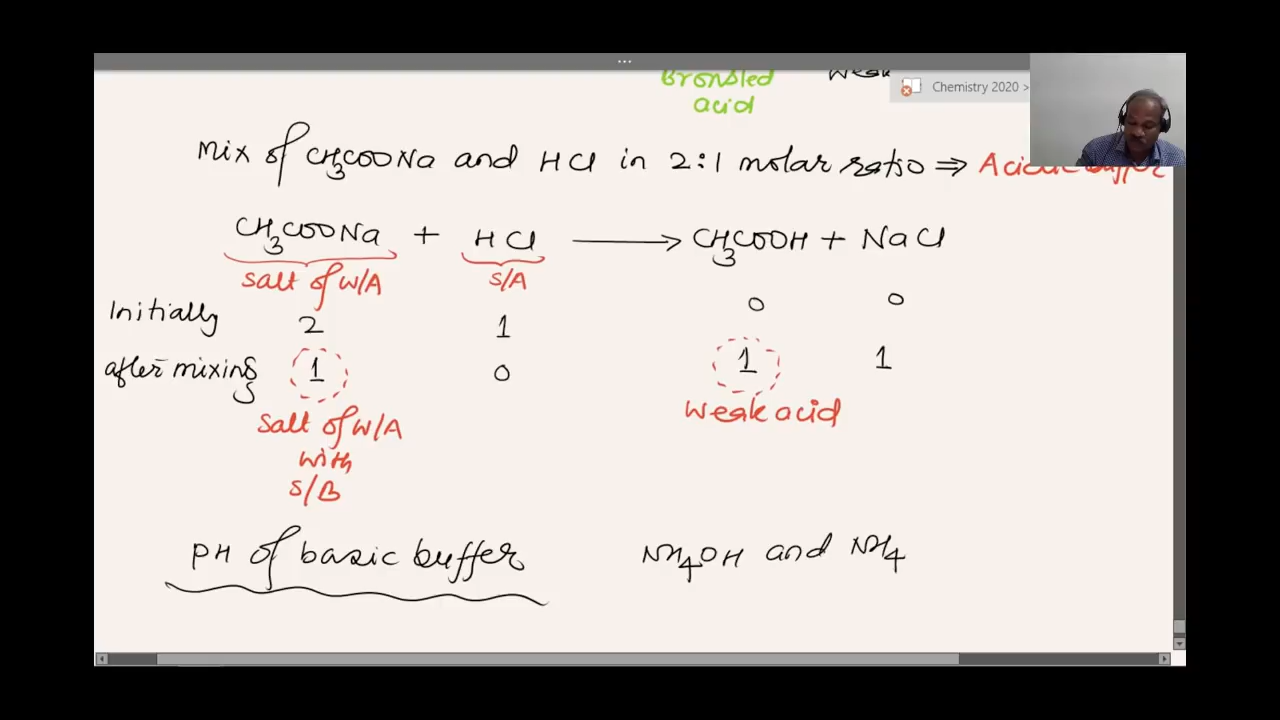 Bronsted
acid
Chemistry 2020 >
Mix of CH3COONa and HCl in 2:1 molar ratio ⇒ Acidic buffer
CH3COONa + HCl ⟶ CH3COOH + NaCl
Salt of W/A S/A
Initially 2 1 0 0
after mixing 1 0 1 1
Salt of W/A Weak acid
with
S/B
PH of basic buffer NH4OH and NH4